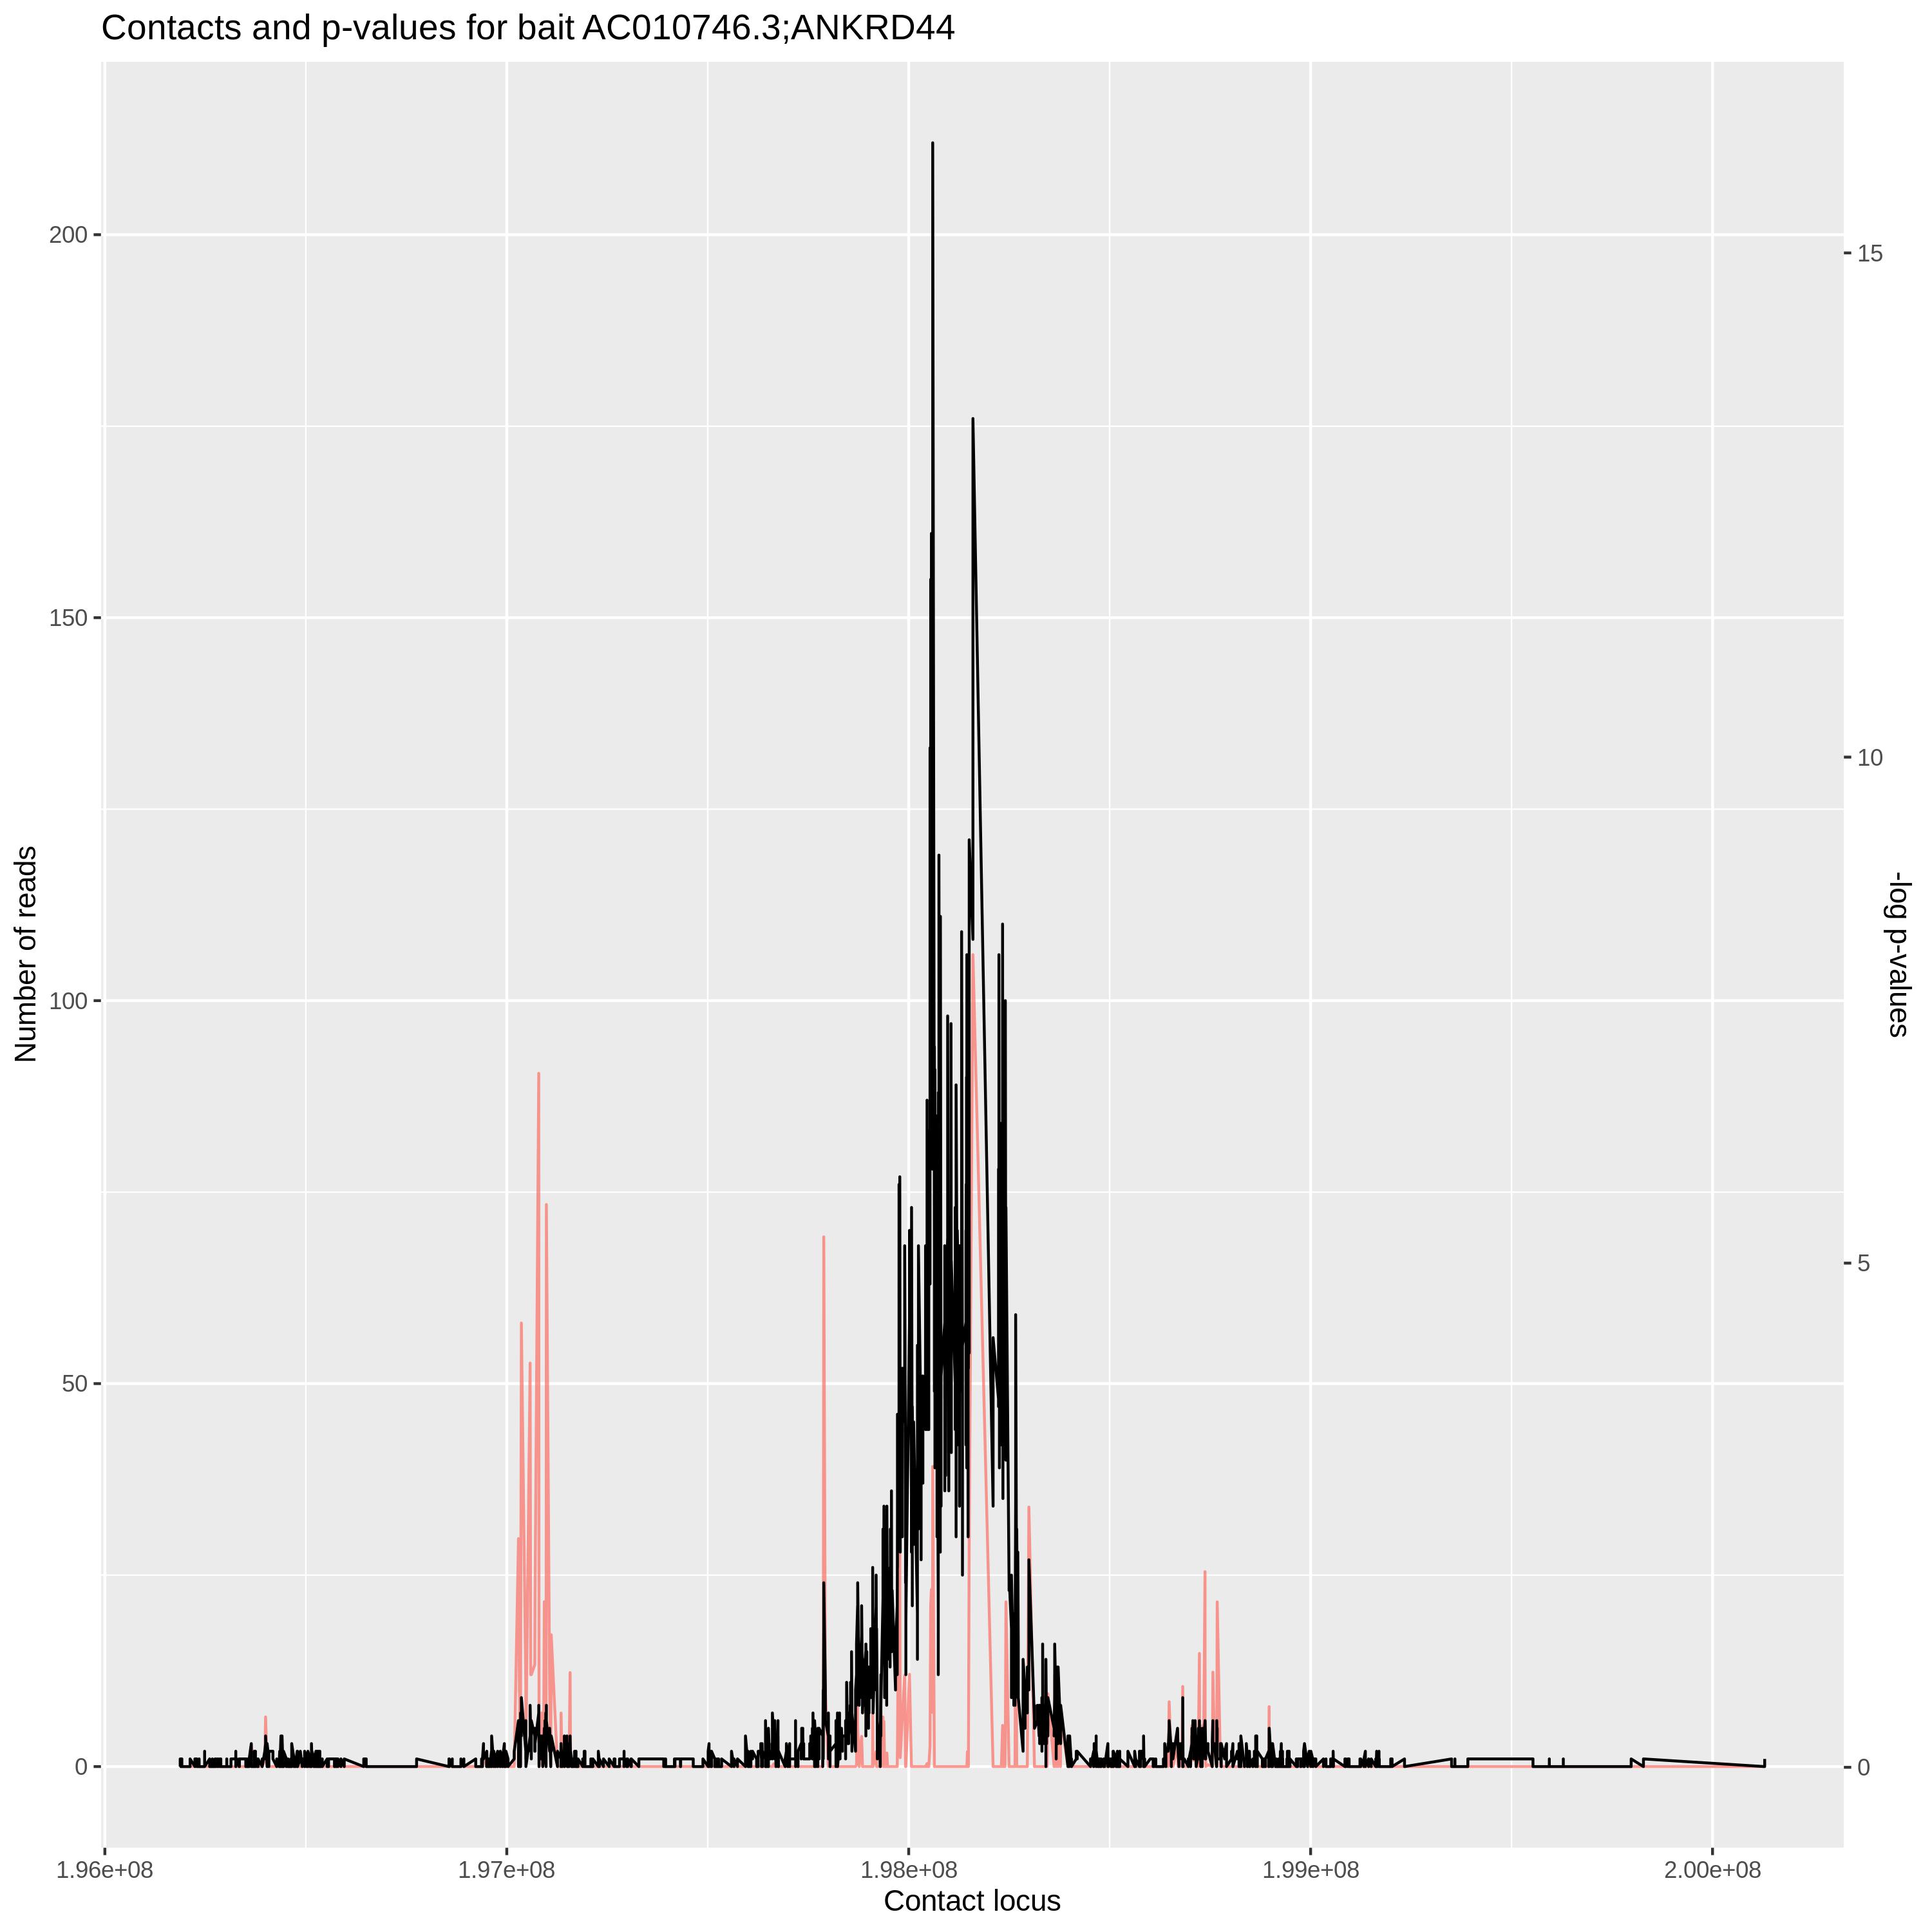 Contacts and p-values for bait AC010746.3;ANKRD44
200
150
100
50
0
Number of reads
15
10
5
0
-log p-values
1.96e+08 1.97e+08 1.98e+08 1.99e+08 2.00e+08
Contact locus